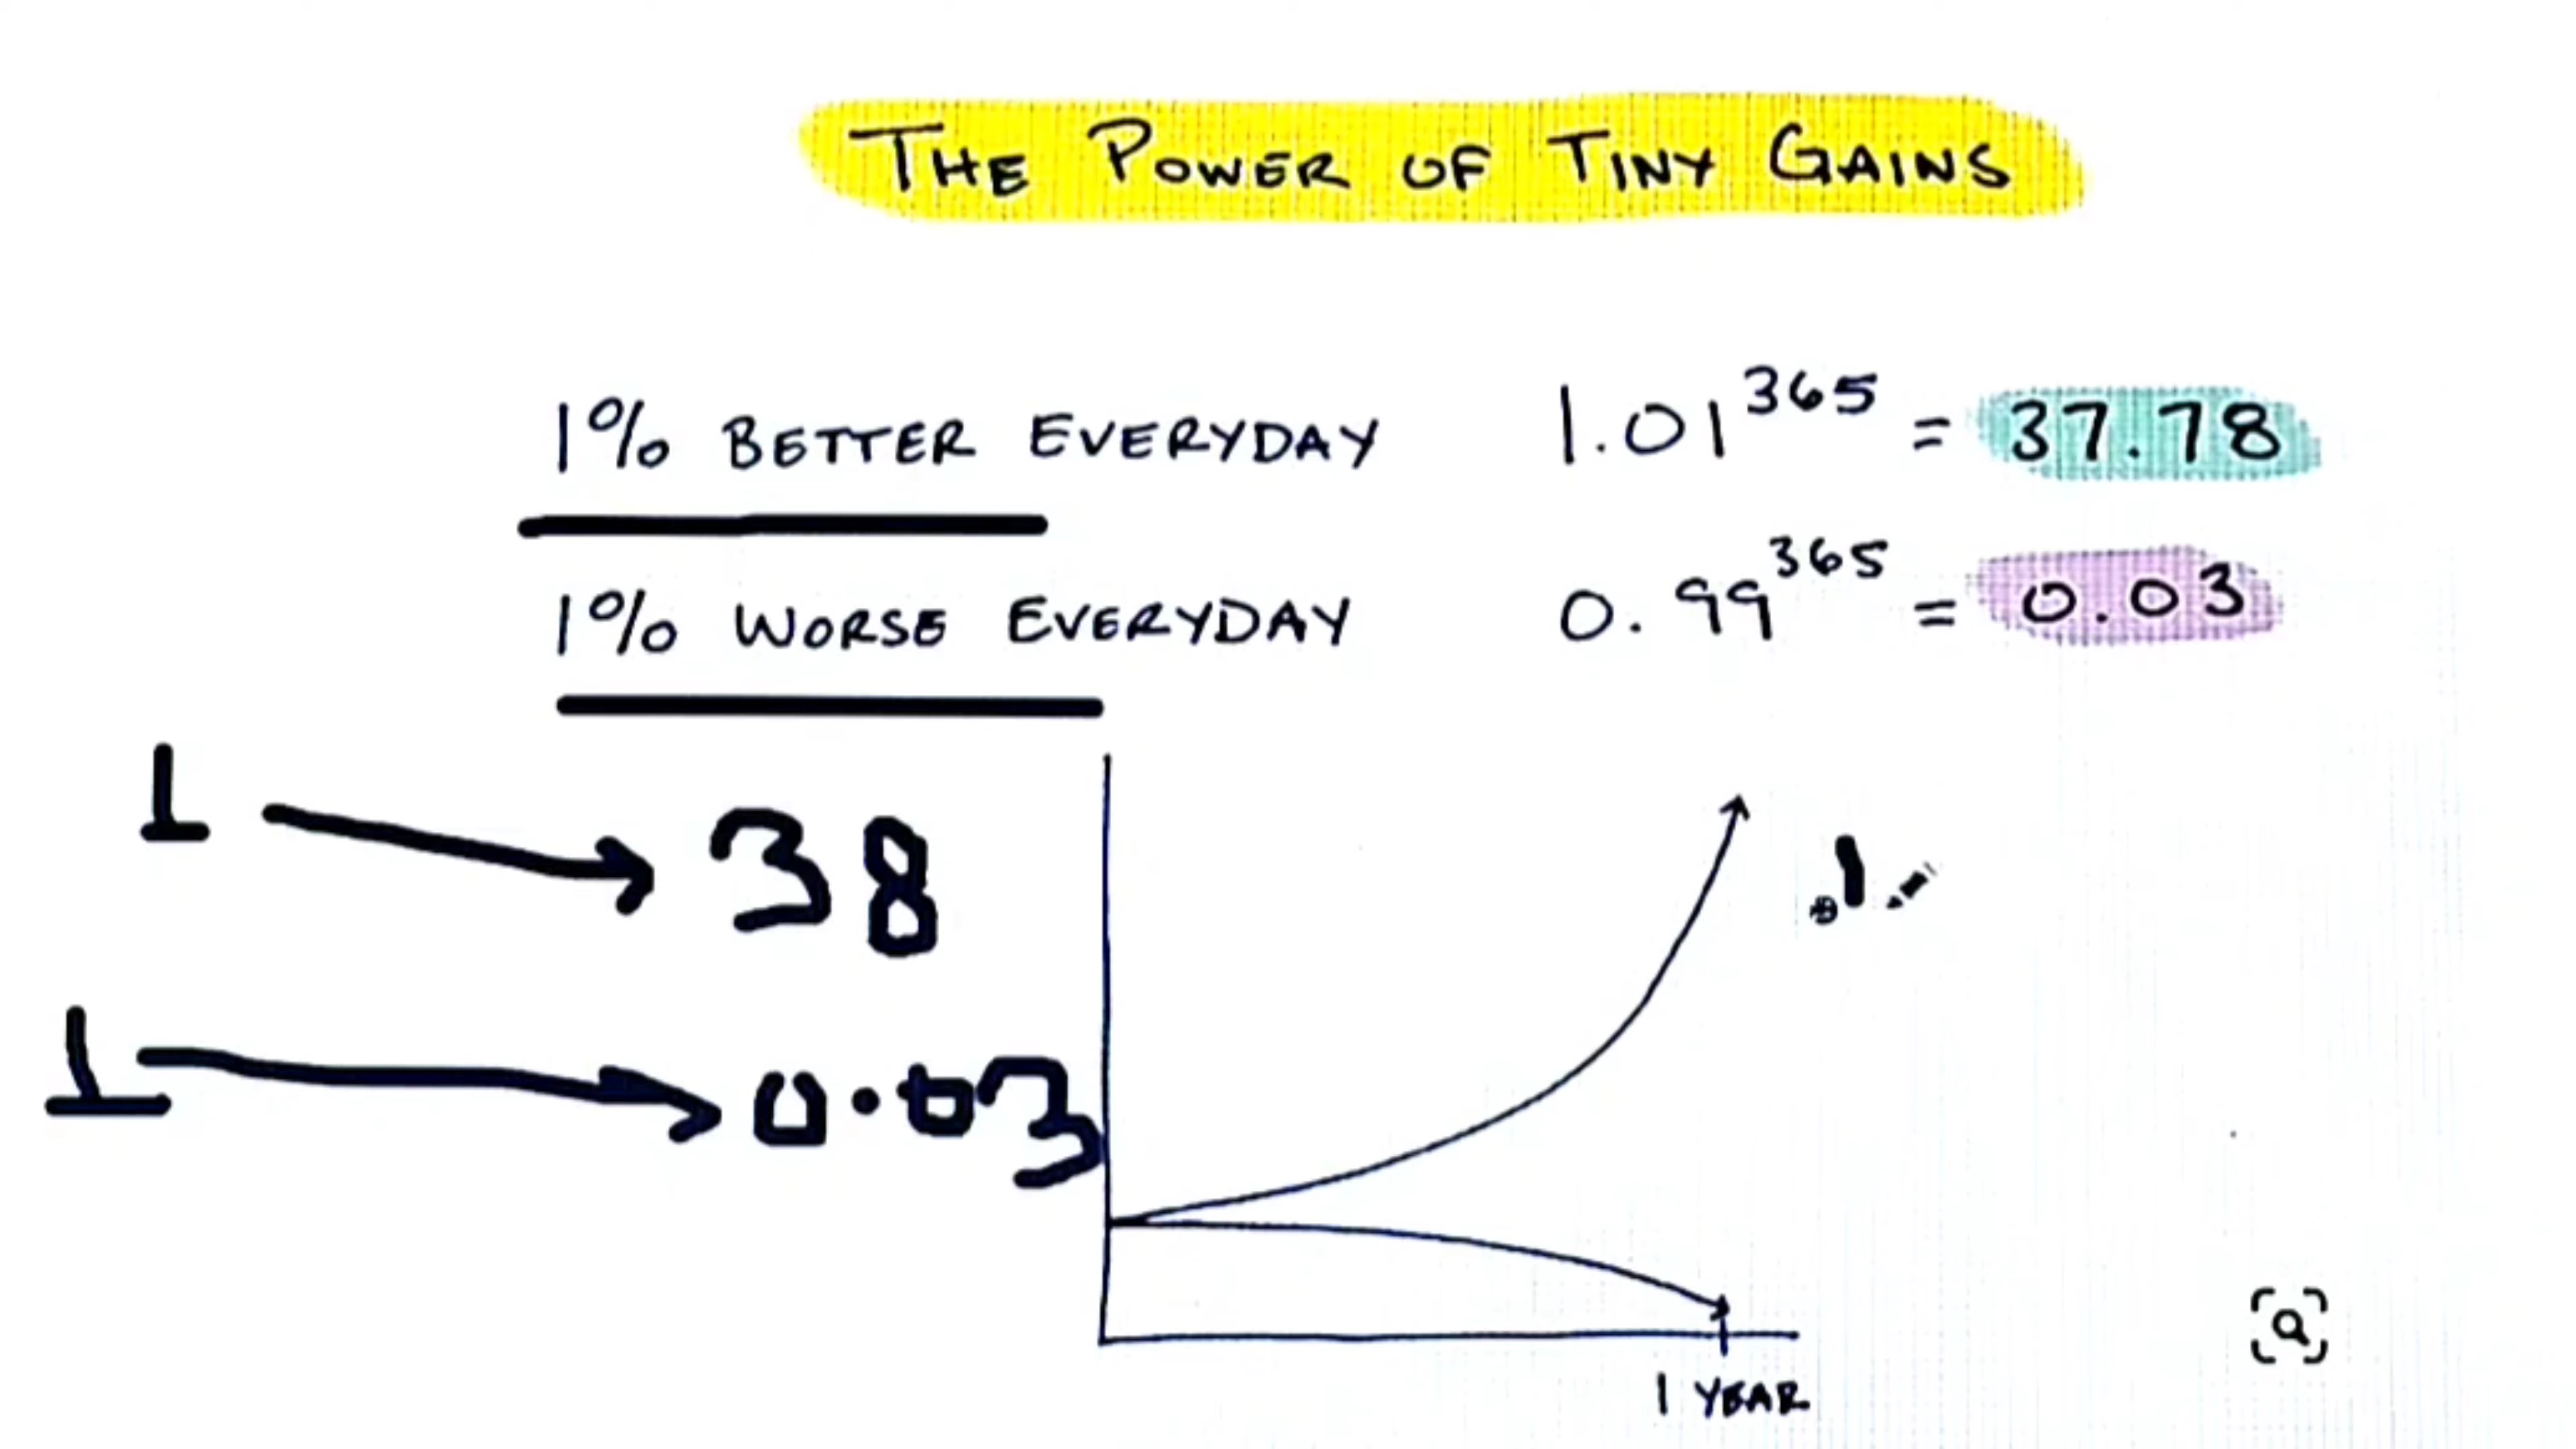 THE POWER OF TINY GAINS
1% BETTER EVERYDAY 1.01^365 = 37.78
1% WORSE EVERYDAY 0.99^365 = 0.03
1 → 38
1 → 0.03
1 YEAR